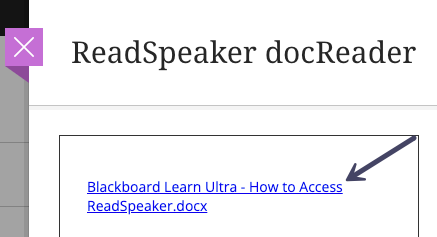 ReadSpeaker docReader
Blackboard Learn Ultra - How to Access
ReadSpeaker.docx